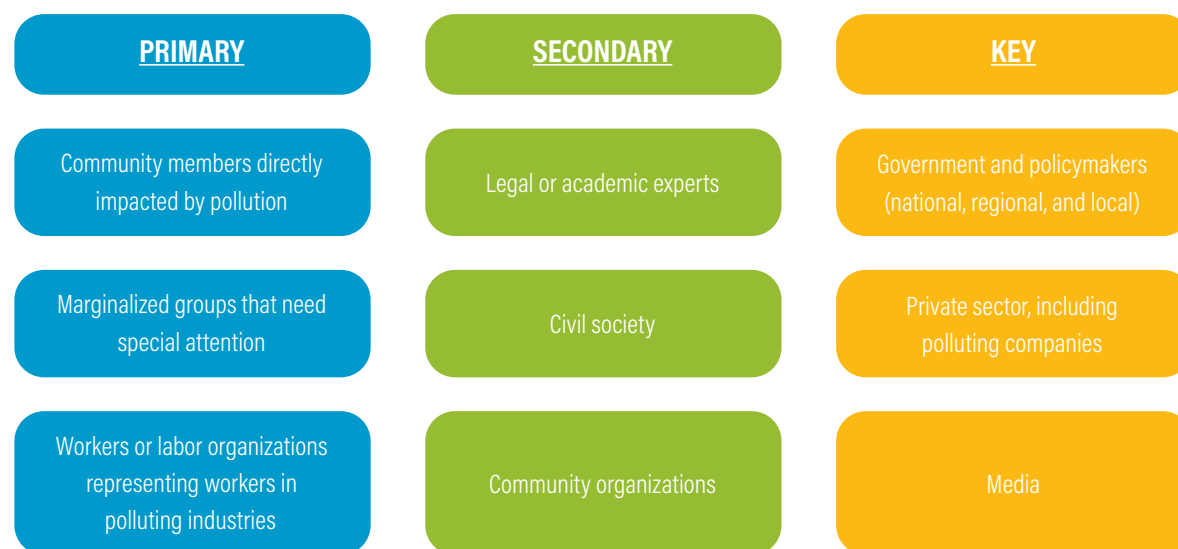 PRIMARY
Community members directly
impacted by pollution
Marginalized groups that need
special attention
Workers or labor organizations
representing workers in
polluting industries
SECONDARY
Legal or academic experts
Civil society
Community organizations
KEY
Government and policymakers
(national, regional, and local)
Private sector, including
polluting companies
Media